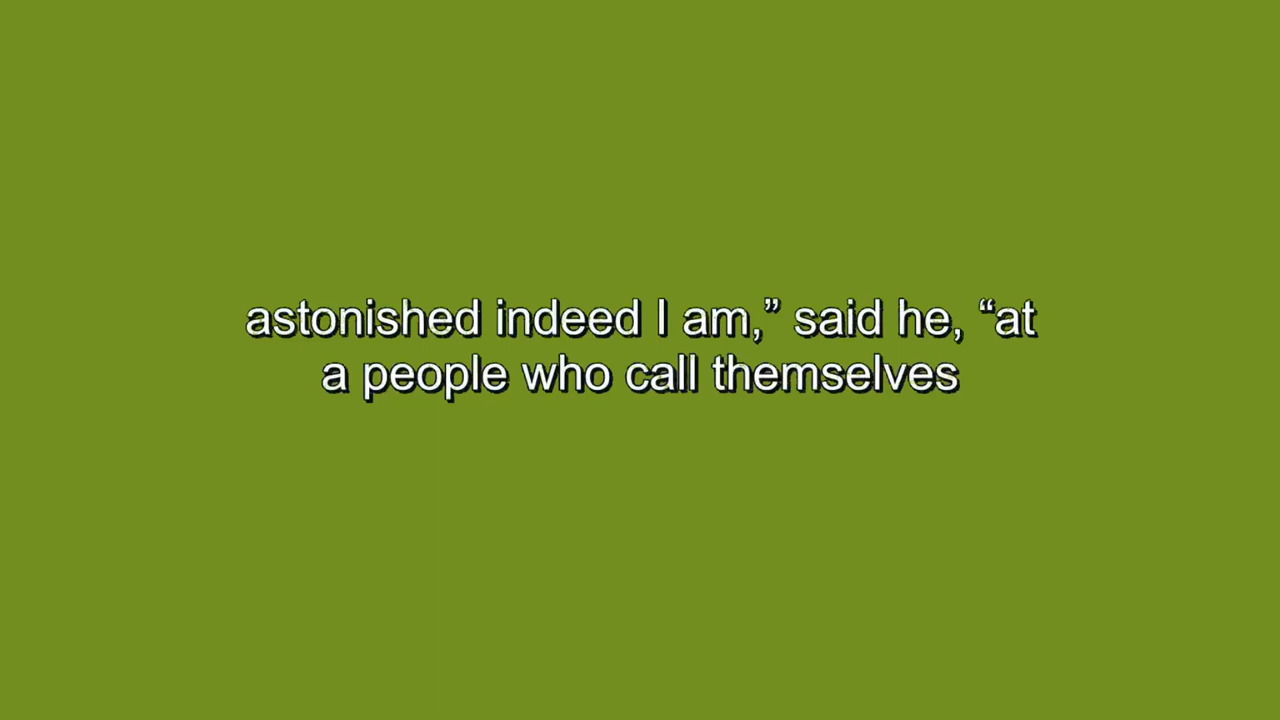 astonished indeed I am,” said he, “at
a people who call themselves